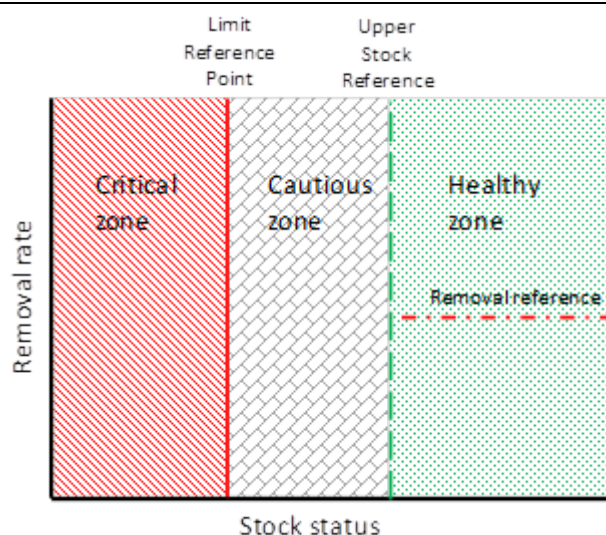 Limit
Reference
Point
Upper
Stock
Reference
Critical
zone
Cautious
zone
Healthy
zone
Removal reference
Removal rate
Stock status